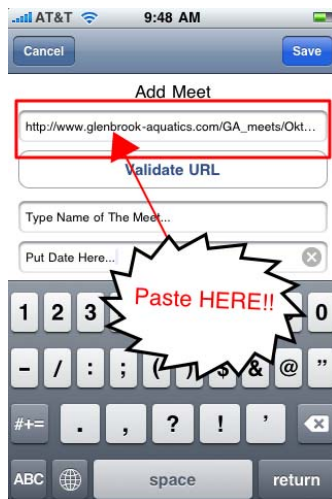 AT&T 9:48 AM
Cancel Save
Add Meet
http://www.glenbrook-aquatics.com/GA_meets/Okt...
Validate URL
Type Name of The Meet...
Put Date Here...
Paste HERE!!
1 2 3 0
- / : ; ( ) $ & @ "
#+= . , ? ! '
ABC space return